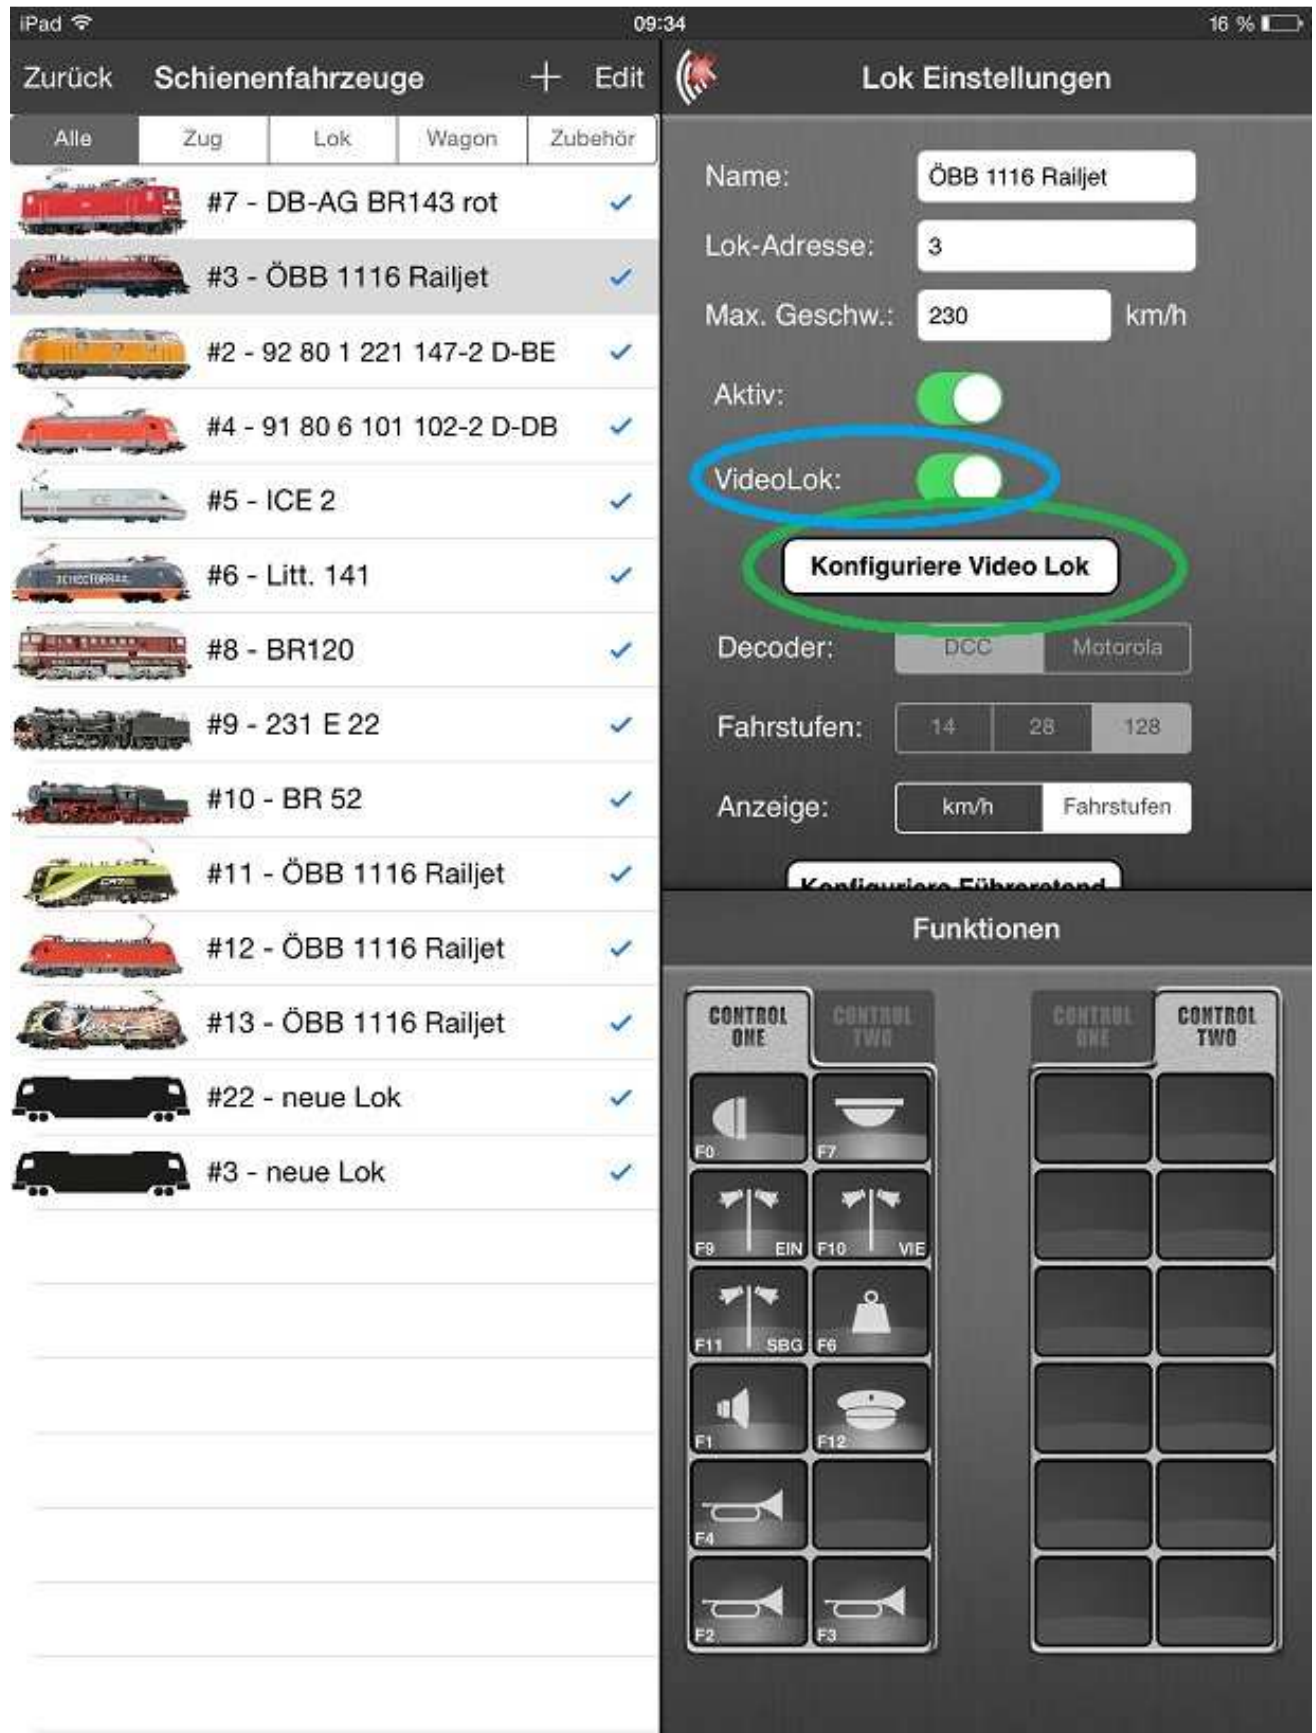 iPad 09:34 16 %
Zurück Schienenfahrzeuge + Edit
Alle Zug Lok Wagon Zubehör
#7 - DB-AG BR143 rot
#3 - ÖBB 1116 Railjet
#2 - 92 80 1 221 147-2 D-BE
#4 - 91 80 6 101 102-2 D-DB
#5 - ICE 2
#6 - Litt. 141
#8 - BR120
#9 - 231 E 22
#10 - BR 52
#11 - ÖBB 1116 Railjet
#12 - ÖBB 1116 Railjet
#13 - ÖBB 1116 Railjet
#22 - neue Lok
#3 - neue Lok
Lok Einstellungen
Name: ÖBB 1116 Railjet
Lok-Adresse: 3
Max. Geschw.: 230 km/h
Aktiv:
VideoLok:
Konfiguriere Video Lok
Decoder: DCC Motorola
Fahrstufen: 14 28 128
Anzeige: km/h Fahrstufen
Konfiguriere Führerstand
Funktionen
CONTROL ONE CONTROL TWO CONTROL ONE CONTROL TWO
F0 F7
F9 EIN F10 VIE
F11 SBG F6
F1 F12
F4
F2 F3